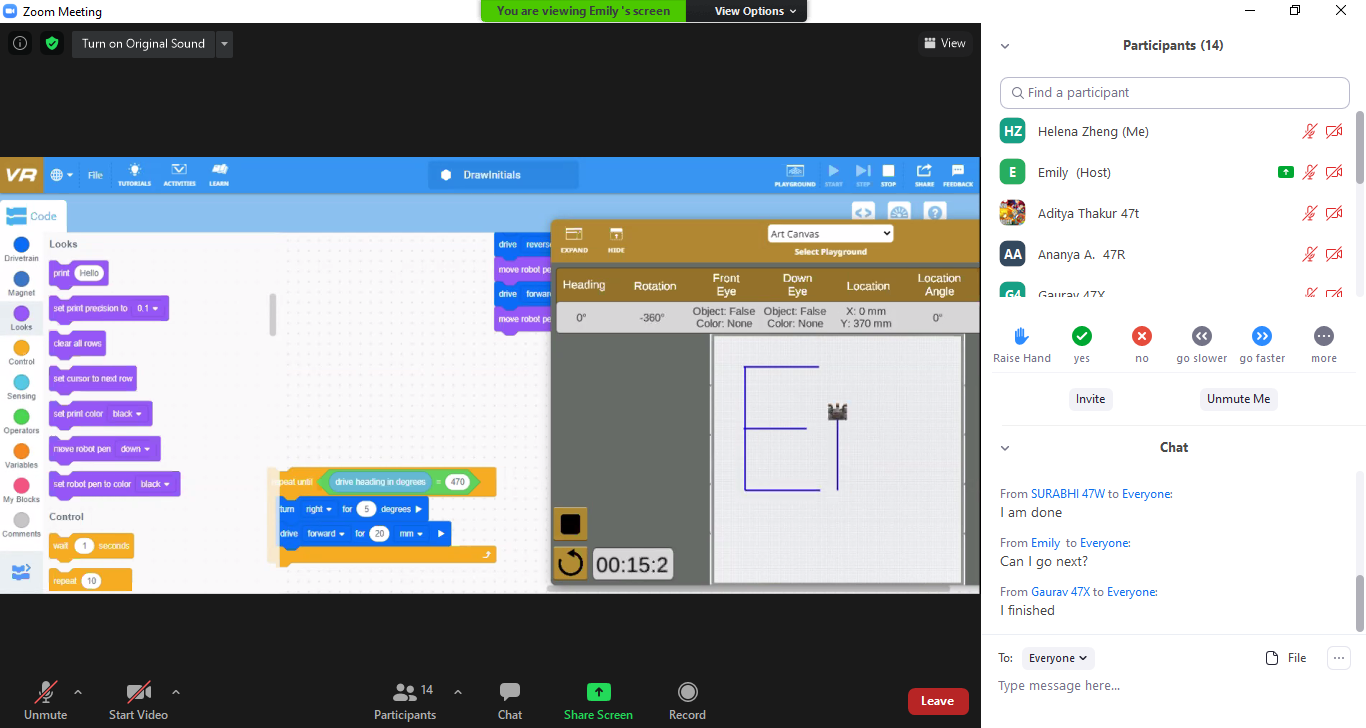 Zoom Meeting
You are viewing Emily 's screen
View Options
Turn on Original Sound
View
VR
File
TUTORIALS
ACTIVITIES
LEARN
DrawInitials
PLAYGROUND
START
STEP
STOP
SHARE
FEEDBACK
Code
Drivetrain
Magnet
Looks
Control
Sensing
Operators
Variables
My Blocks
Comments
Looks
print Hello
set print precision to 0.1
clear all rows
set cursor to next row
set print color black
move robot pen down
set robot pen to color black
Control
wait 1 seconds
repeat 10
drive revers
move robot pe
drive forwar
move robot pe
peat until drive heading in degrees = 470
turn right for 5 degrees
drive forward for 20 mm
EXPAND
HIDE
Art Canvas
Select Playground
Heading
Rotation
Front Eye
Down Eye
Location
Location Angle
0°
-360°
Object: False
Color: None
Object: False
Color: None
X: 0 mm
Y: 370 mm
0°
00:15:2
Unmute
Start Video
14
Participants
Chat
Share Screen
Record
Leave
Participants (14)
Find a participant
HZ Helena Zheng (Me)
E Emily (Host)
Aditya Thakur 47t
AA Ananya A. 47R
G4 Gaurav 47X
Raise Hand
yes
no
go slower
go faster
more
Invite
Unmute Me
Chat
From SURABHI 47W to Everyone:
I am done
From Emily to Everyone:
Can I go next?
From Gaurav 47X to Everyone:
I finished
To: Everyone
File
Type message here...